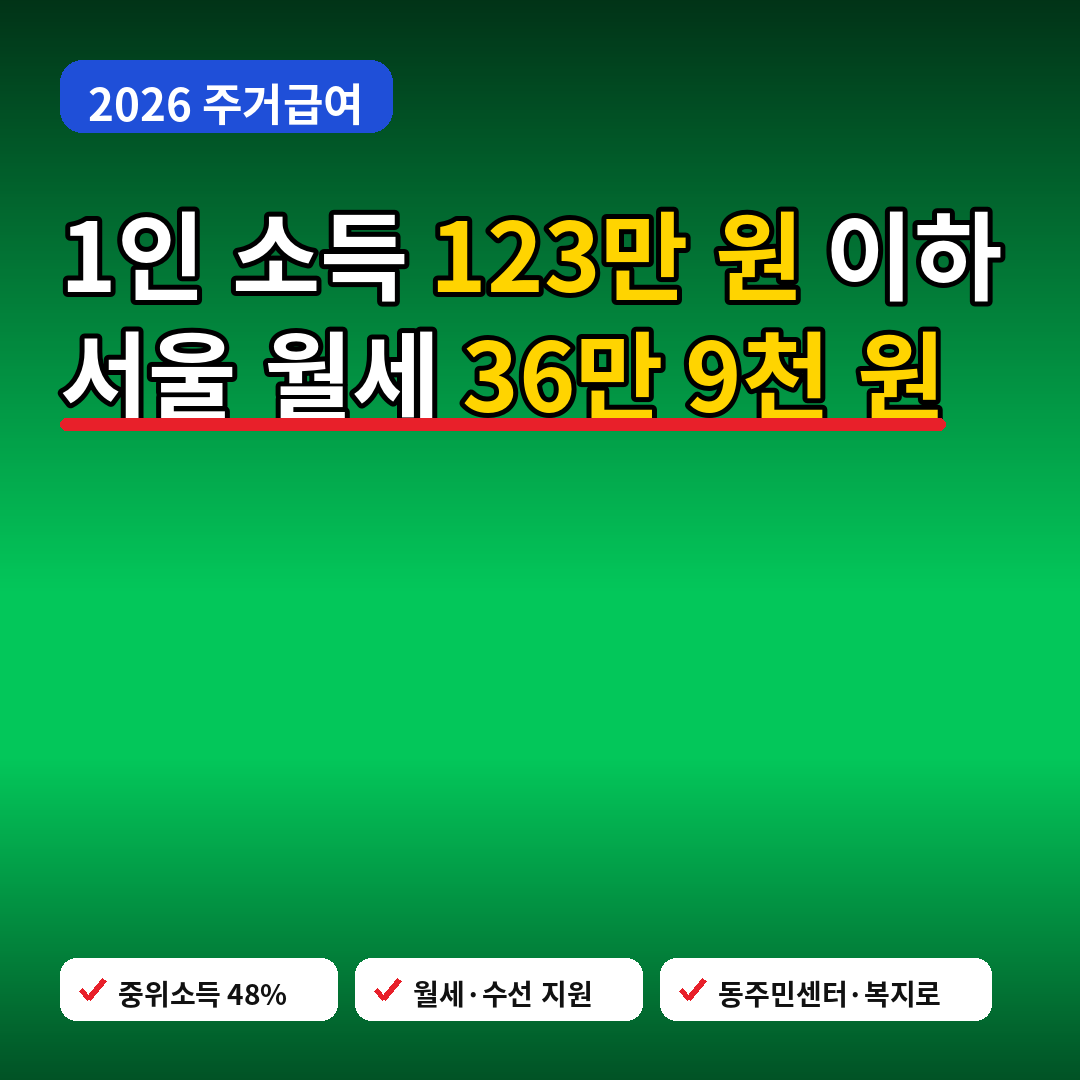 2026 주거급여
1인 소득 123만 원 이하
서울 월세 36만 9천 원
중위소득 48%
월세·수선 지원
동주민센터·복지로